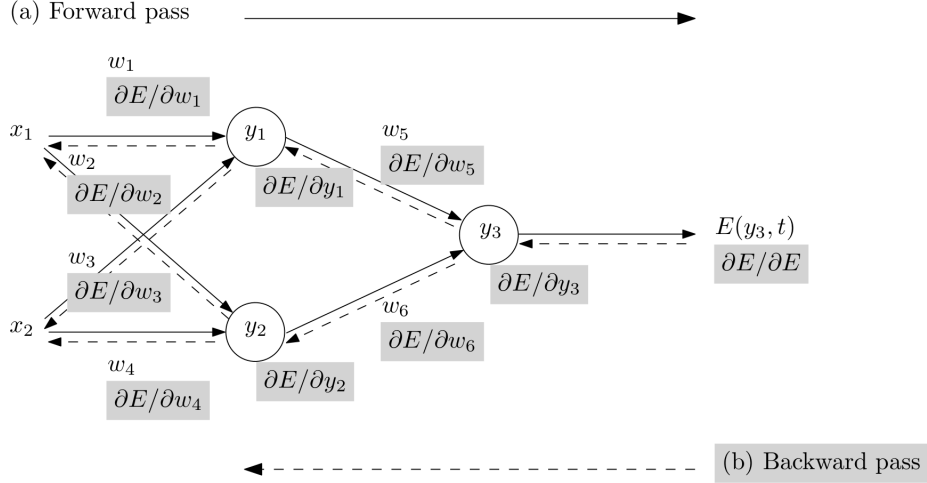 (a) Forward pass
w₁
∂E/∂w₁
x₁
y₁
w₅
∂E/∂w₅
w₂
∂E/∂w₂
∂E/∂y₁
y₃
E(y₃, t)
∂E/∂E
w₃
∂E/∂w₃
∂E/∂y₃
x₂
y₂
w₆
∂E/∂w₆
w₄
∂E/∂w₄
∂E/∂y₂
(b) Backward pass